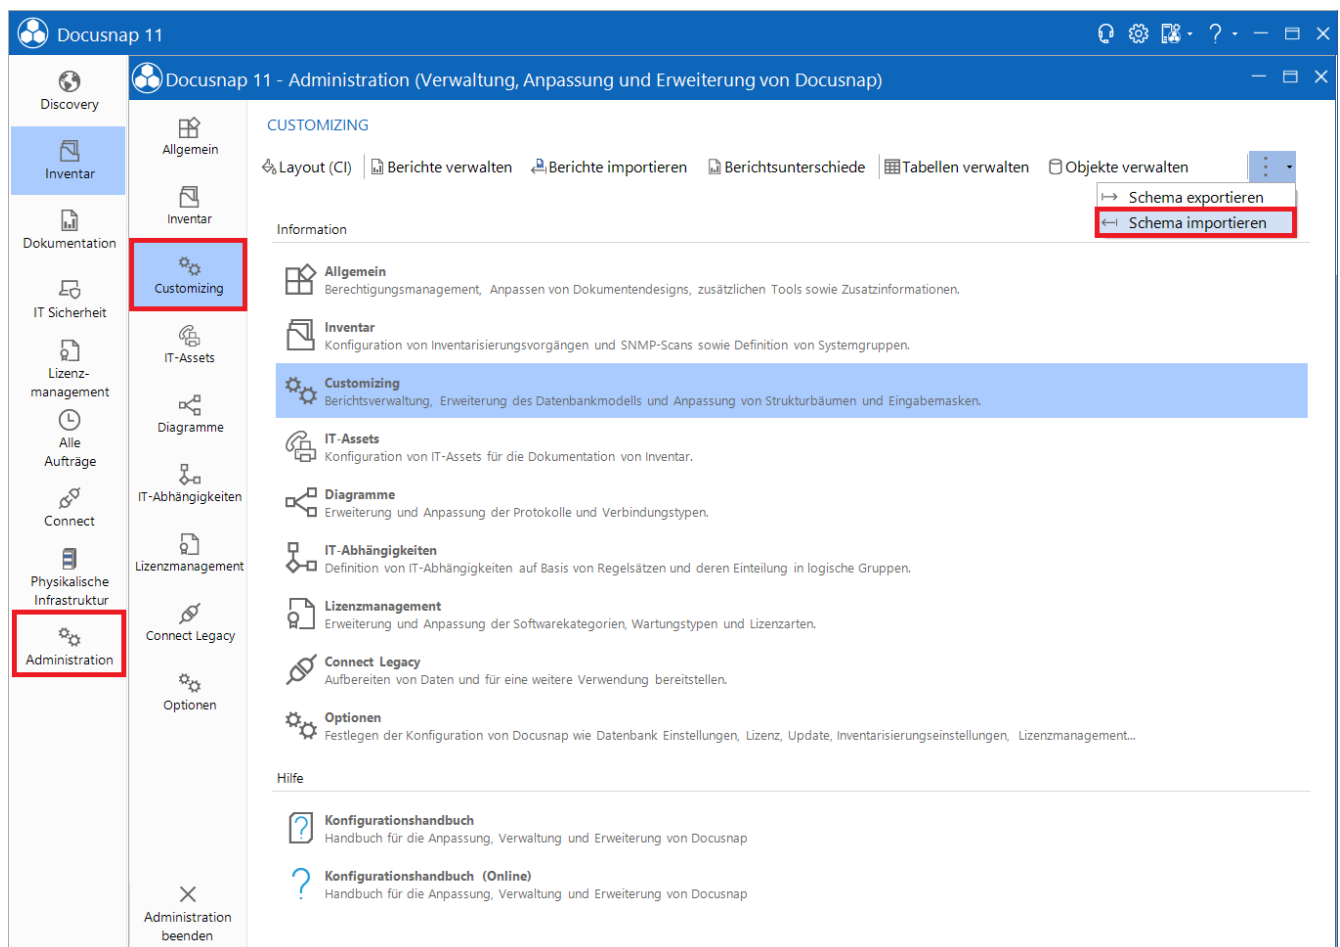 Docusnap 11
Discovery
Inventar
Dokumentation
IT Sicherheit
Lizenz-
management
Alle
Aufträge
Connect
Physikalische
Infrastruktur
Administration
Docusnap 11 - Administration (Verwaltung, Anpassung und Erweiterung von Docusnap)
Allgemein
Inventar
Customizing
IT-Assets
Diagramme
IT-Abhängigkeiten
Lizenzmanagement
Connect Legacy
Optionen
Administration
beenden
CUSTOMIZING
Layout (CI) Berichte verwalten Berichte importieren Berichtsunterschiede Tabellen verwalten Objekte verwalten
Schema exportieren
Schema importieren
Information
Allgemein
Berechtigungsmanagement, Anpassen von Dokumentendesigns, zusätzlichen Tools sowie Zusatzinformationen.
Inventar
Konfiguration von Inventarisierungsvorgängen und SNMP-Scans sowie Definition von Systemgruppen.
Customizing
Berichtsverwaltung, Erweiterung des Datenbankmodells und Anpassung von Strukturbäumen und Eingabemasken.
IT-Assets
Konfiguration von IT-Assets für die Dokumentation von Inventar.
Diagramme
Erweiterung und Anpassung der Protokolle und Verbindungstypen.
IT-Abhängigkeiten
Definition von IT-Abhängigkeiten auf Basis von Regelsätzen und deren Einteilung in logische Gruppen.
Lizenzmanagement
Erweiterung und Anpassung der Softwarekategorien, Wartungstypen und Lizenzarten.
Connect Legacy
Aufbereiten von Daten und für eine weitere Verwendung bereitstellen.
Optionen
Festlegen der Konfiguration von Docusnap wie Datenbank Einstellungen, Lizenz, Update, Inventarisierungseinstellungen, Lizenzmanagement...
Hilfe
Konfigurationshandbuch
Handbuch für die Anpassung, Verwaltung und Erweiterung von Docusnap
Konfigurationshandbuch (Online)
Handbuch für die Anpassung, Verwaltung und Erweiterung von Docusnap